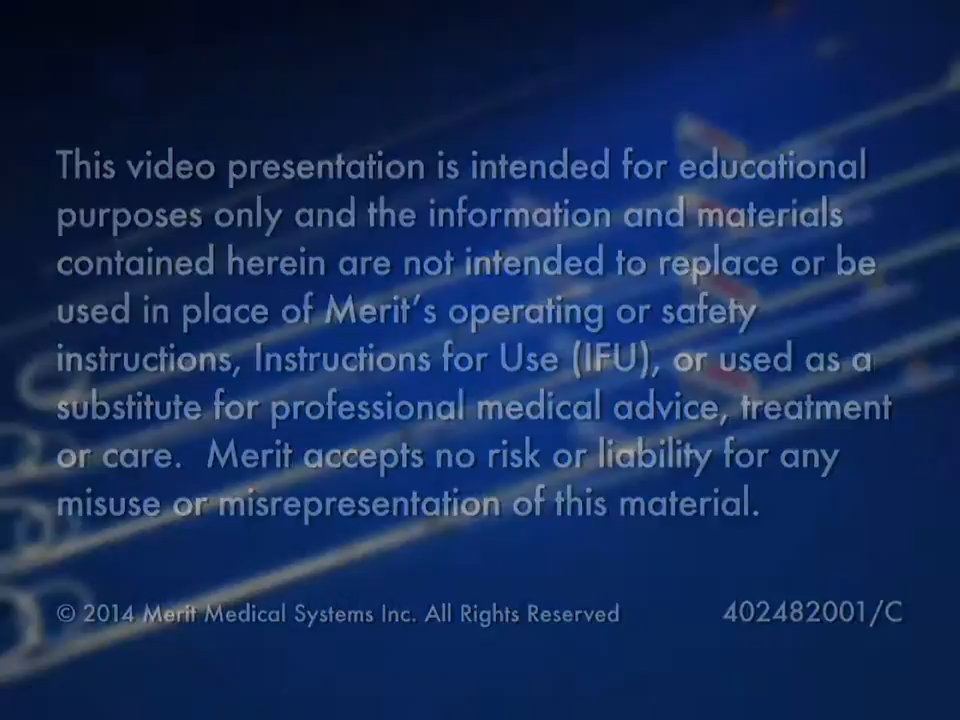 This video presentation is intended for educational
purposes only and the information and materials
contained herein are not intended to replace or be
used in place of Merit's operating or safety
instructions, Instructions for Use (IFU), or used as a
substitute for professional medical advice, treatment
or care.  Merit accepts no risk or liability for any
misuse or misrepresentation of this material.
© 2014 Merit Medical Systems Inc. All Rights Reserved 402482001/C